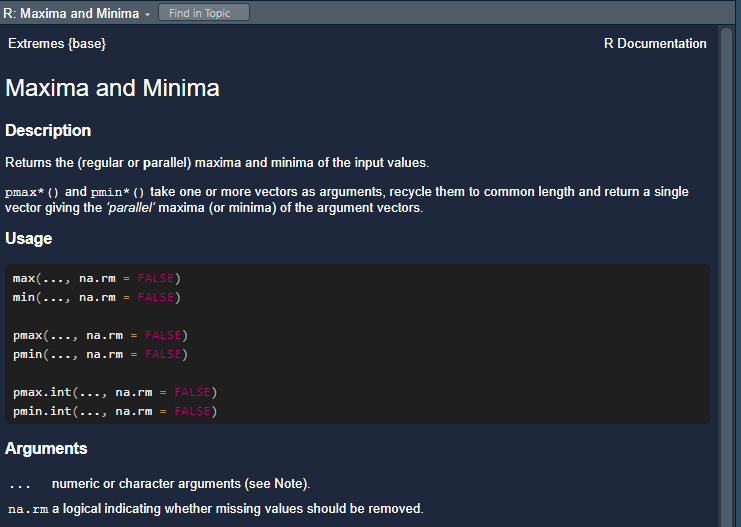 R: Maxima and Minima
Find in Topic
Extremes {base}
R Documentation
Maxima and Minima
Description
Returns the (regular or parallel) maxima and minima of the input values.
pmax*() and pmin*() take one or more vectors as arguments, recycle them to common length and return a single
vector giving the ‘parallel’ maxima (or minima) of the argument vectors.
Usage
max(..., na.rm = FALSE)
min(..., na.rm = FALSE)
pmax(..., na.rm = FALSE)
pmin(..., na.rm = FALSE)
pmax.int(..., na.rm = FALSE)
pmin.int(..., na.rm = FALSE)
Arguments
... numeric or character arguments (see Note).
na.rm a logical indicating whether missing values should be removed.